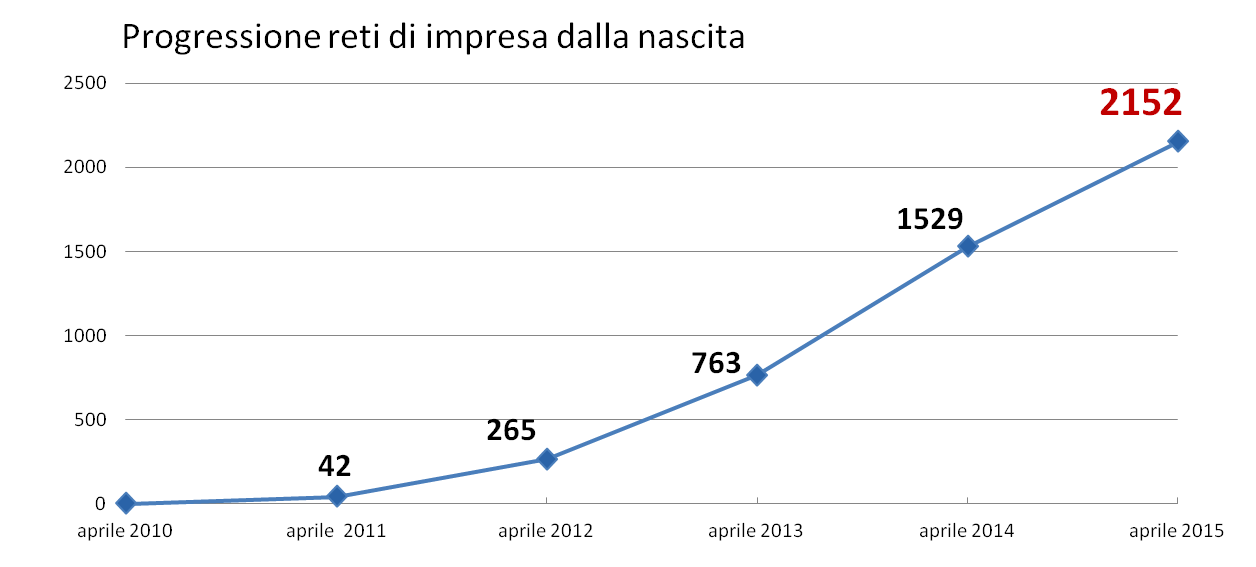 Progressione reti di impresa dalla nascita
2500
2152
2000
1529
1500
1000
763
500
265
42
0
aprile 2010
aprile 2011
aprile 2012
aprile 2013
aprile 2014
aprile 2015